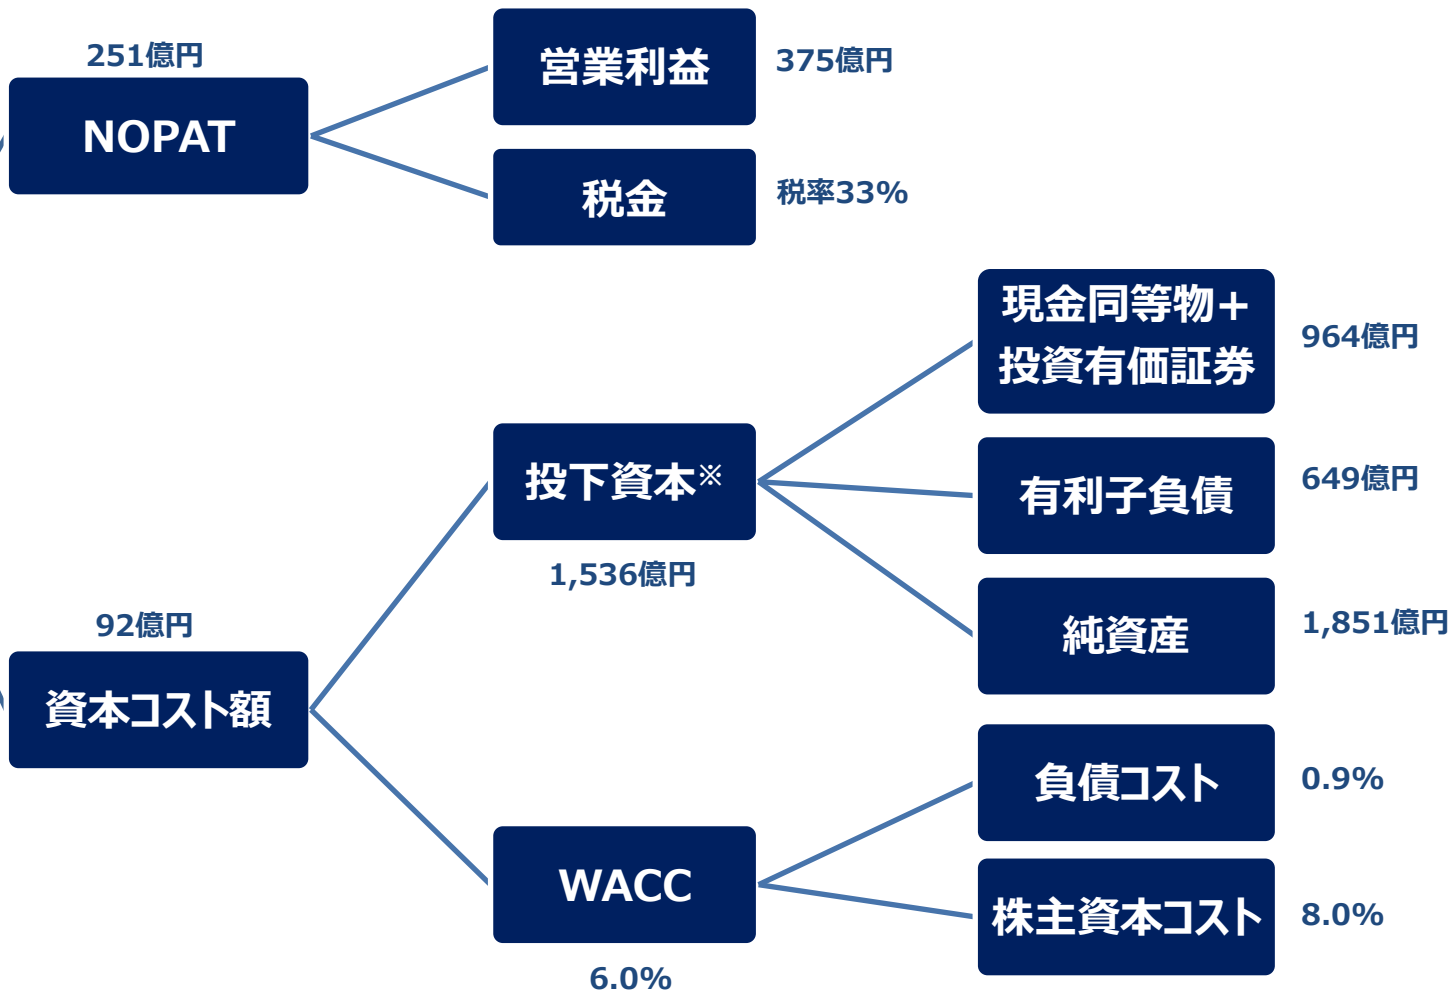 251億円
NOPAT
営業利益
375億円
税金
税率33%
現金同等物+
投資有価証券
964億円
投下資本※
1,536億円
有利子負債
649億円
純資産
1,851億円
92億円
資本コスト額
WACC
6.0%
負債コスト
0.9%
株主資本コスト
8.0%